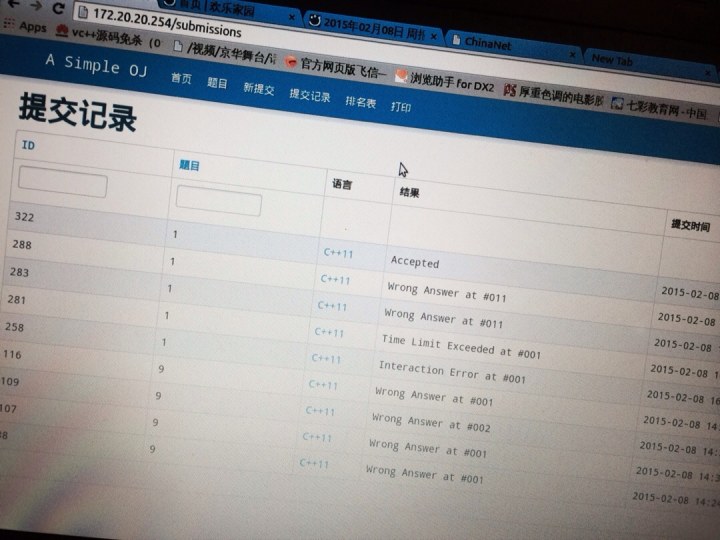 首页 | 欢乐家园
2015年02月08日 周
ChinaNet
New Tab
172.20.20.254/submissions
Apps vc++源码免杀 (0 /视频/京华舞台/ 官方网页版飞信— 浏览助手 for DX2 厚重色调的电影胶 七彩教育网-中国
A Simple OJ 首页 题目 新提交 提交记录 排名表 打印
提交记录
ID 题目 语言 结果 提交时间
322 1 C++11 Accepted 2015-02-08
288 1 C++11 Wrong Answer at #011 2015-02-08
283 1 C++11 Wrong Answer at #011 2015-02-08
281 1 C++11 Time Limit Exceeded at #001 2015-02-08
258 1 C++11 Interaction Error at #001 2015-02-08
116 9 C++11 Wrong Answer at #001 2015-02-08 14:
109 9 C++11 Wrong Answer at #002 2015-02-08 14:
107 9 C++11 Wrong Answer at #001 2015-02-08 14:3
8 9 C++11 Wrong Answer at #001 2015-02-08 14:2